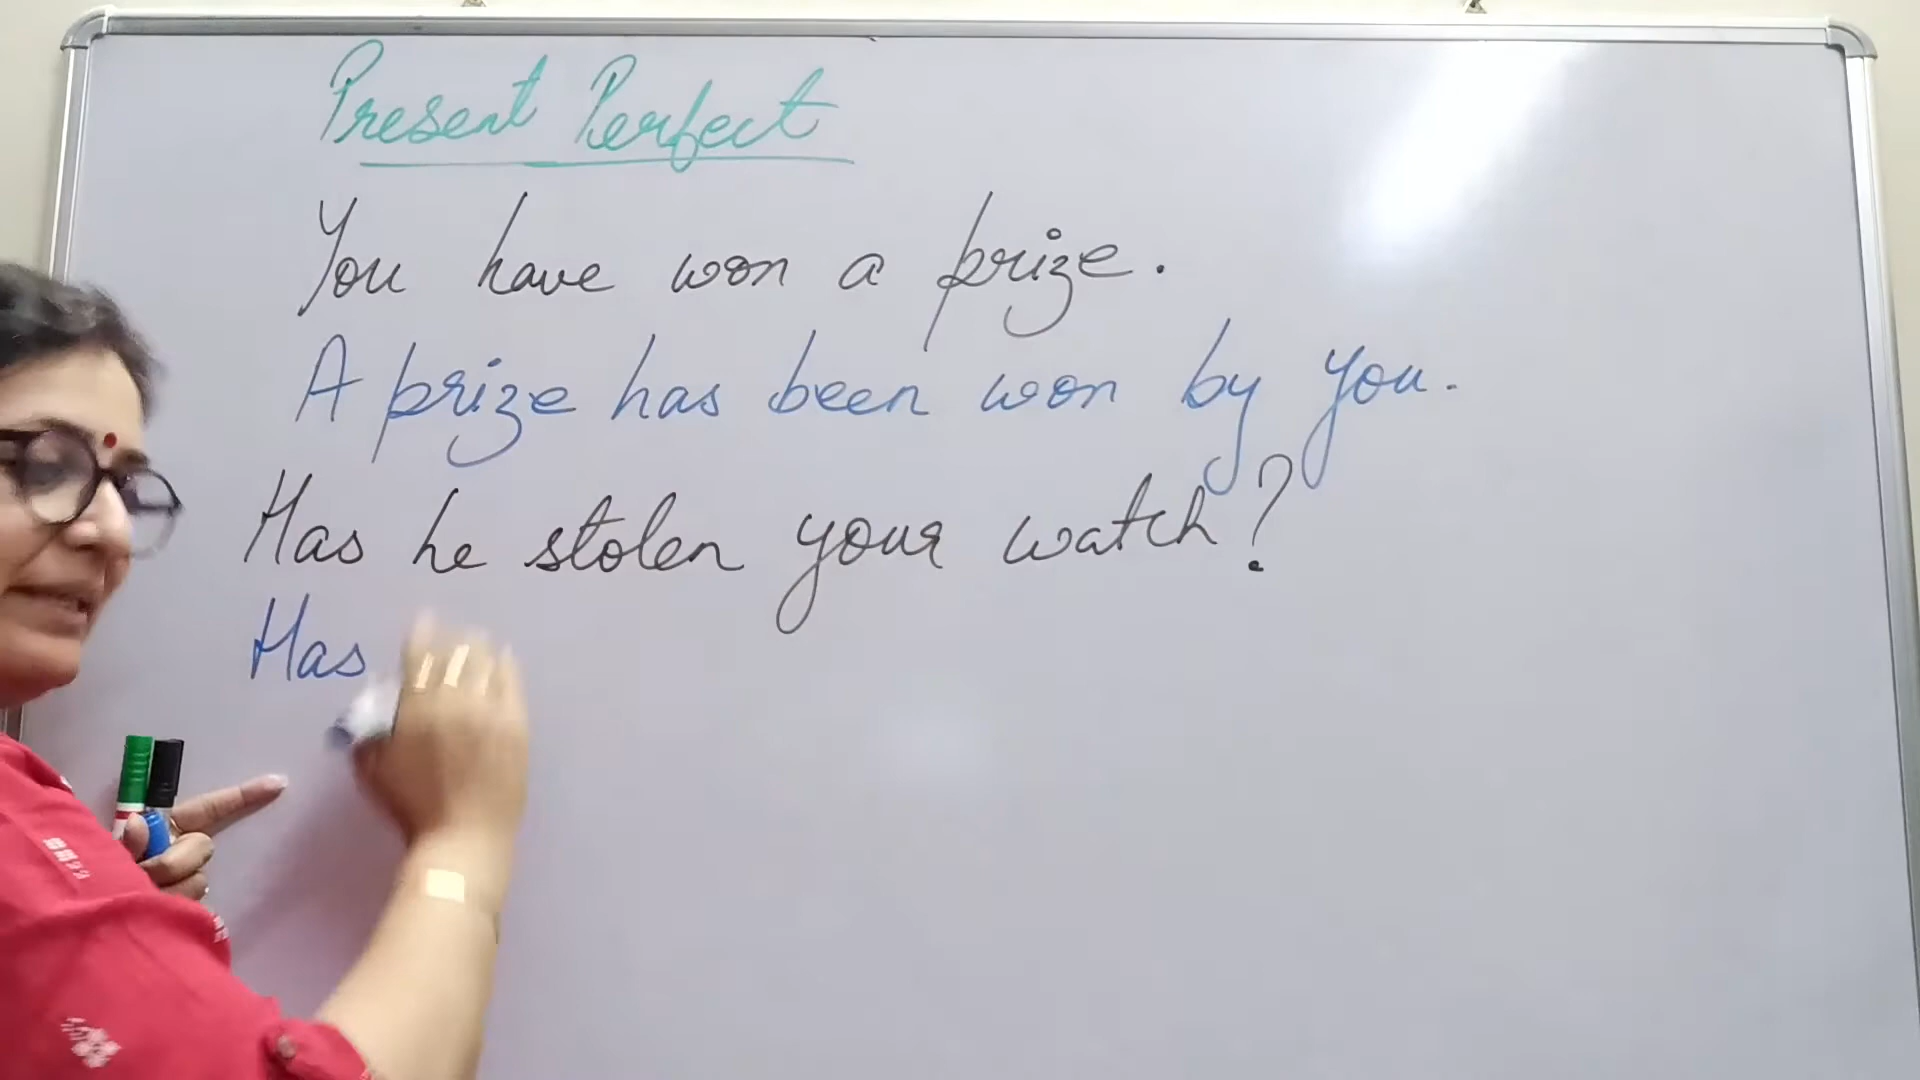 Present Perfect
You have won a prize.
A prize has been won by you.
Has he stolen your watch?
Has